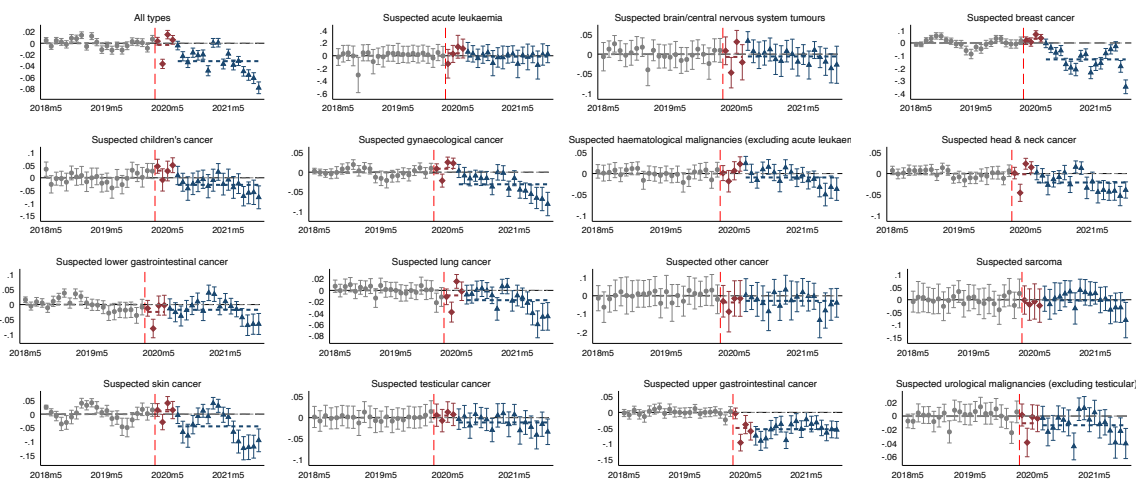 All types
.02
0
-.02
-.04
-.06
-.08
2018m5 2019m5 2020m5 2021m5
Suspected acute leukaemia
.4
.2
0
-.2
-.4
-.6
2018m5 2019m5 2020m5 2021m5
Suspected brain/central nervous system tumours
.05
0
-.05
-.1
2018m5 2019m5 2020m5 2021m5
Suspected breast cancer
.1
0
-.1
-.2
-.3
-.4
2018m5 2019m5 2020m5 2021m5
Suspected children's cancer
.1
.05
0
-.05
-.1
-.15
2018m5 2019m5 2020m5 2021m5
Suspected gynaecological cancer
.05
0
-.05
-.1
2018m5 2019m5 2020m5 2021m5
Suspected haematological malignancies (excluding acute leukaem
.05
0
-.05
-.1
2018m5 2019m5 2020m5 2021m5
Suspected head & neck cancer
.05
0
-.05
-.1
2018m5 2019m5 2020m5 2021m5
Suspected lower gastrointestinal cancer
.1
.05
0
-.05
-.1
2018m5 2019m5 2020m5 2021m5
Suspected lung cancer
.02
0
-.02
-.04
-.06
-.08
2018m5 2019m5 2020m5 2021m5
Suspected other cancer
.1
0
-.1
-.2
2018m5 2019m5 2020m5 2021m5
Suspected sarcoma
.1
.05
0
-.05
-.1
-.15
2018m5 2019m5 2020m5 2021m5
Suspected skin cancer
.05
0
-.05
-.1
-.15
2018m5 2019m5 2020m5 2021m5
Suspected testicular cancer
.05
0
-.05
-.1
2018m5 2019m5 2020m5 2021m5
Suspected upper gastrointestinal cancer
.05
0
-.05
-.1
-.15
2018m5 2019m5 2020m5 2021m5
Suspected urological malignancies (excluding testicular)
.02
0
-.02
-.04
-.06
2018m5 2019m5 2020m5 2021m5